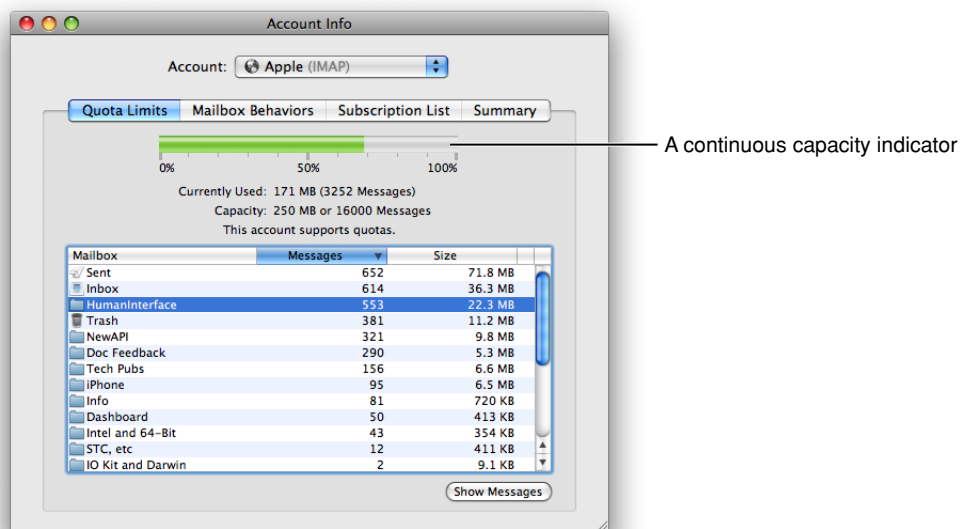 Account Info
Account: Apple (IMAP)
Quota Limits Mailbox Behaviors Subscription List Summary
A continuous capacity indicator
0% 50% 100%
Currently Used: 171 MB (3252 Messages)
Capacity: 250 MB or 16000 Messages
This account supports quotas.
Mailbox Messages Size
Sent 652 71.8 MB
Inbox 614 36.3 MB
HumanInterface 553 22.3 MB
Trash 381 11.2 MB
NewAPI 321 9.8 MB
Doc Feedback 290 5.3 MB
Tech Pubs 156 6.6 MB
iPhone 95 6.5 MB
Info 81 720 KB
Dashboard 50 413 KB
Intel and 64-Bit 43 354 KB
STC, etc 12 411 KB
IO Kit and Darwin 2 9.1 KB
Show Messages